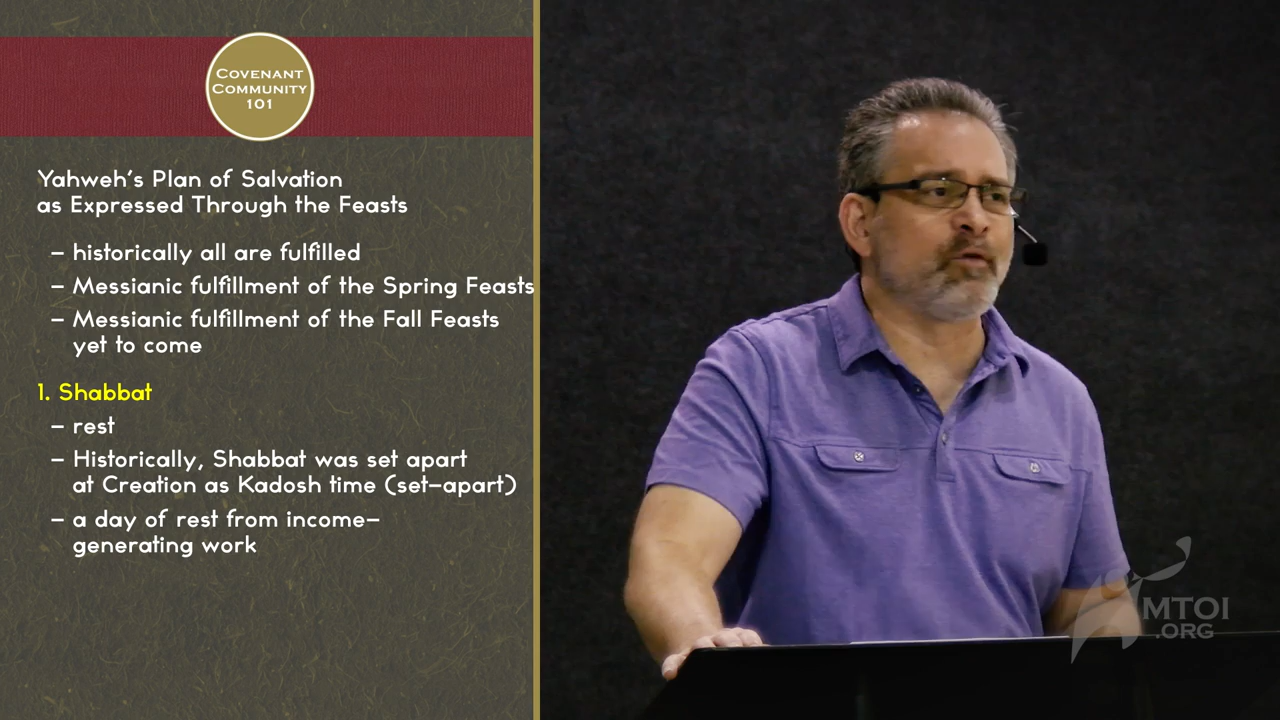 COVENANT
COMMUNITY
101
Yahweh's Plan of Salvation
as Expressed Through the Feasts
– historically all are fulfilled
– Messianic fulfillment of the Spring Feasts
– Messianic fulfillment of the Fall Feasts
yet to come
1. Shabbat
– rest
– Historically, Shabbat was set apart
at Creation as Kadosh time (set–apart)
– a day of rest from income–
generating work
MTOI
.ORG